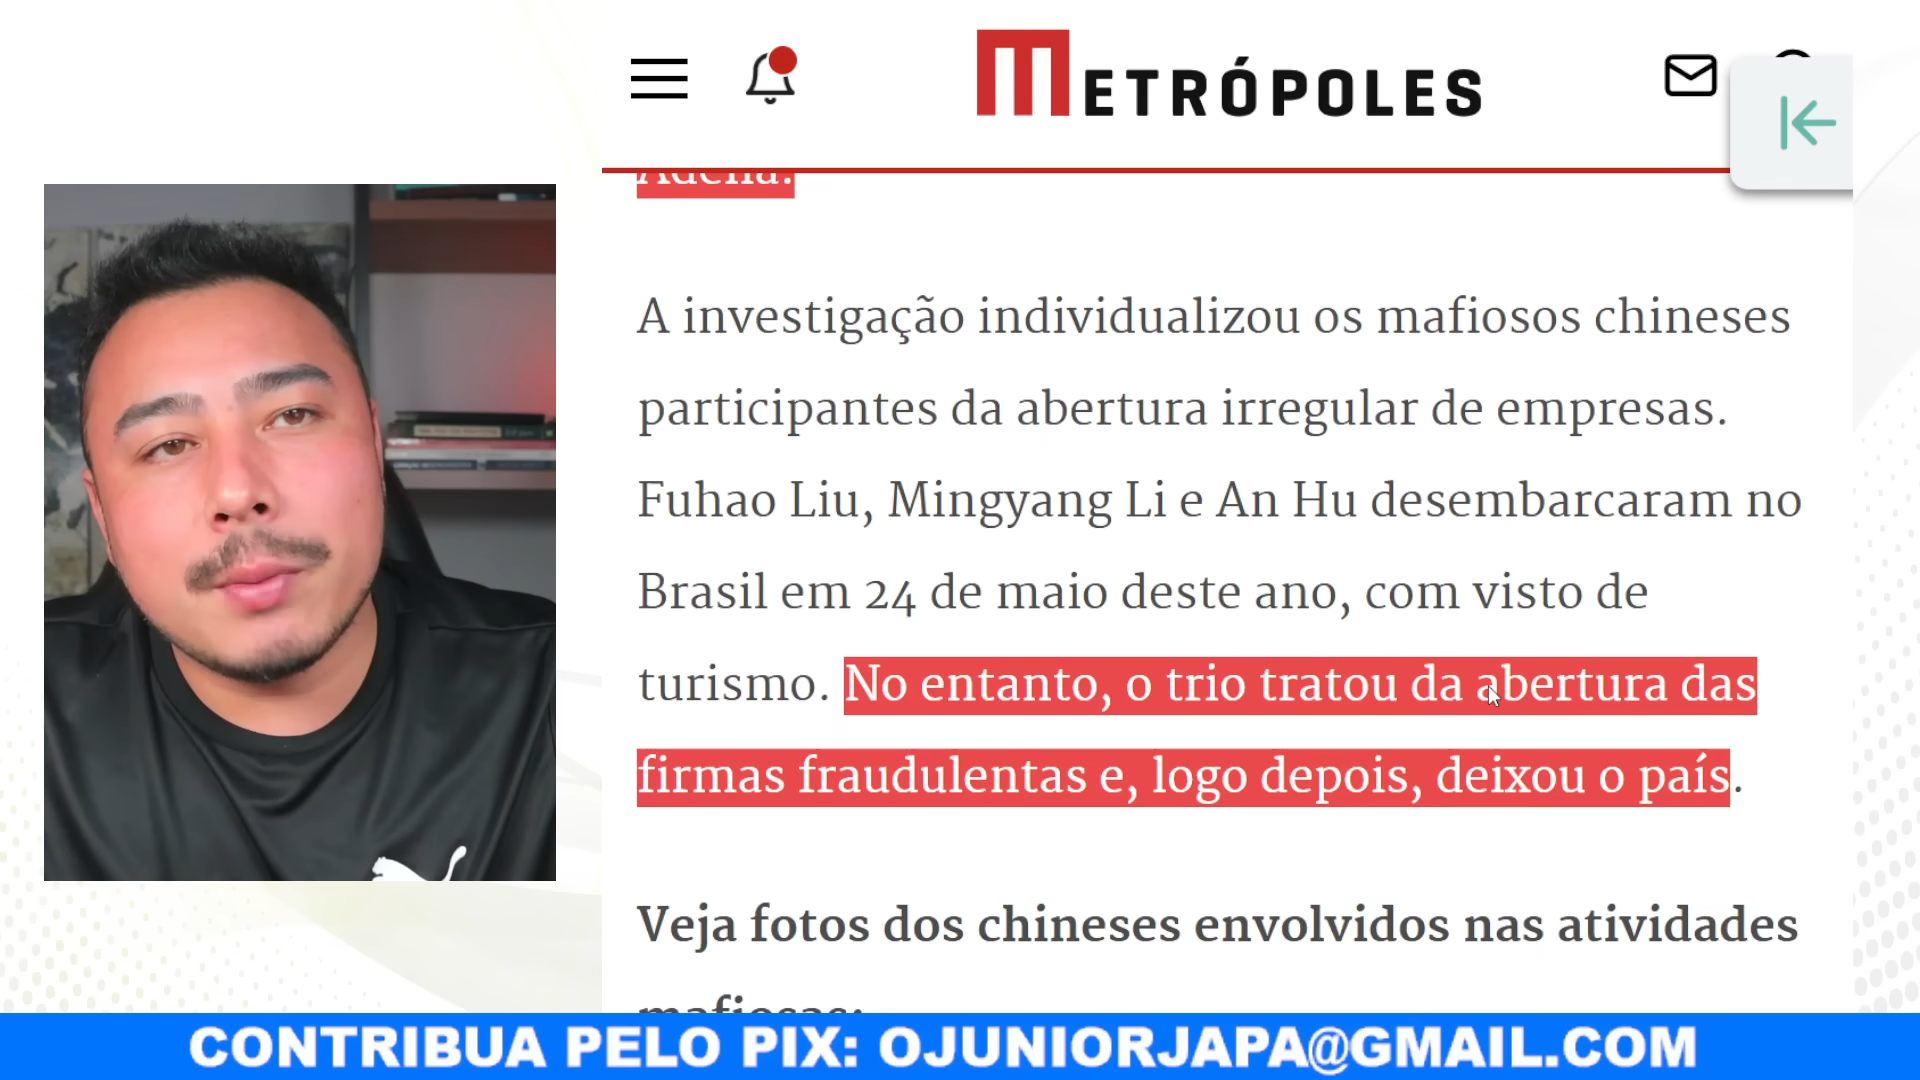 METRÓPOLES
A investigação individualizou os mafiosos chineses
participantes da abertura irregular de empresas.
Fuhao Liu, Mingyang Li e An Hu desembarcaram no
Brasil em 24 de maio deste ano, com visto de
turismo. No entanto, o trio tratou da abertura das
firmas fraudulentas e, logo depois, deixou o país.
Veja fotos dos chineses envolvidos nas atividades
mafiosas:
CONTRIBUA PELO PIX: OJUNIORJAPA@GMAIL.COM